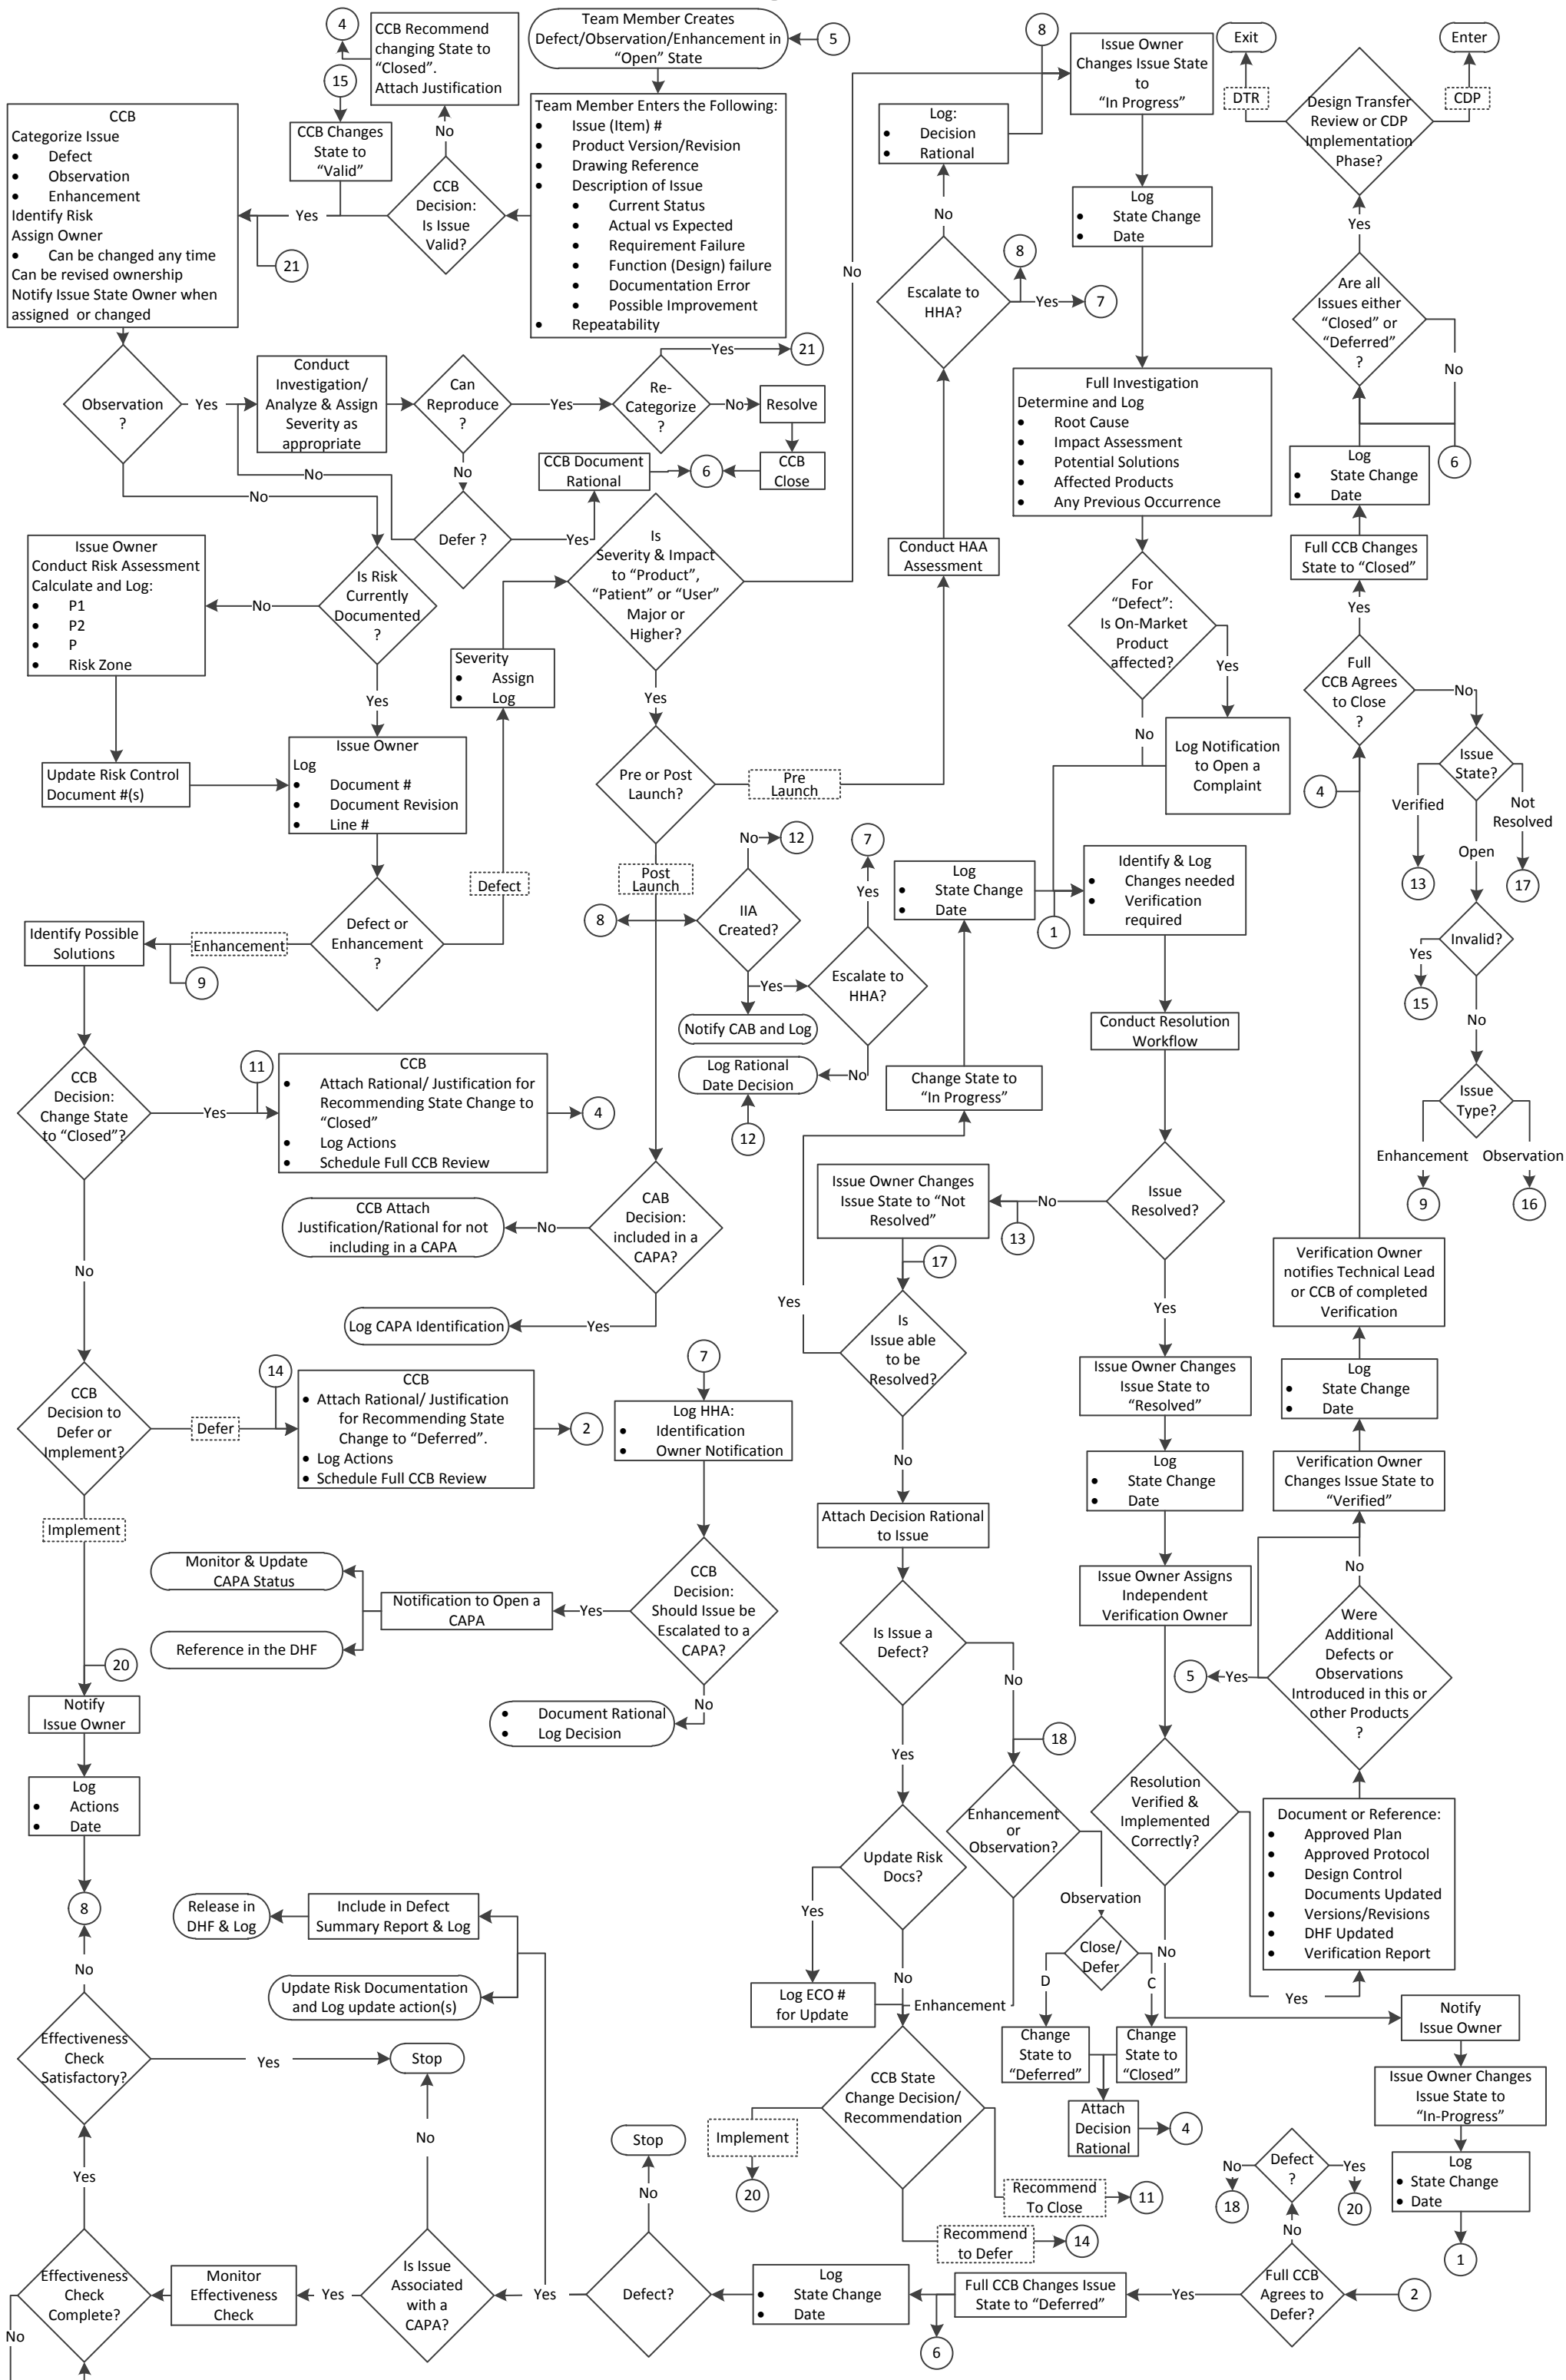 4
CCB Recommend
changing State to
“Closed”.
Attach Justification
15
CCB Changes
State to
“Valid”
No
Team Member Creates
Defect/Observation/Enhancement in
“Open” State
5
Team Member Enters the Following:
• Issue (Item) #
• Product Version/Revision
• Drawing Reference
• Description of Issue
• Current Status
• Actual vs Expected
• Requirement Failure
• Function (Design) failure
• Documentation Error
• Possible Improvement
• Repeatability
CCB
Decision:
Is Issue
Valid?
Yes
21
CCB
Categorize Issue
• Defect
• Observation
• Enhancement
Identify Risk
Assign Owner
• Can be changed any time
Can be revised ownership
Notify Issue State Owner when
assigned or changed
Observation
?
Yes
Conduct
Investigation/
Analyze & Assign
Severity as
appropriate
Can
Reproduce
?
Yes
Re-
Categorize
?
Yes
21
No
Resolve
CCB
Close
6
CCB Document
Rational
No
No
No
Defer ?
Yes
Issue Owner
Conduct Risk Assessment
Calculate and Log:
• P1
• P2
• P
• Risk Zone
No
Is Risk
Currently
Documented
?
Yes
Update Risk Control
Document #(s)
Issue Owner
Log
• Document #
• Document Revision
• Line #
Severity
• Assign
• Log
Defect
Defect or
Enhancement
?
Enhancement
9
Identify Possible
Solutions
Is
Severity & Impact
to “Product”,
“Patient” or “User”
Major or
Higher?
No
Yes
Pre or Post
Launch?
Pre
Launch
Post
Launch
8
Log:
• Decision
• Rational
No
Escalate to
HHA?
8
Yes
7
Conduct HAA
Assessment
Issue Owner
Changes Issue State
to
“In Progress”
Log
• State Change
• Date
Full Investigation
Determine and Log
• Root Cause
• Impact Assessment
• Potential Solutions
• Affected Products
• Any Previous Occurrence
For
“Defect”:
Is On-Market
Product
affected?
Yes
No
Log Notification
to Open a
Complaint
Exit
Enter
DTR
CDP
Design Transfer
Review or CDP
Implementation
Phase?
Yes
Are all
Issues either
“Closed” or
“Deferred”
?
No
6
Log
• State Change
• Date
Full CCB Changes
State to “Closed”
Yes
Full
CCB Agrees
to Close
?
No
4
Issue
State?
Verified
Not
Resolved
Open
13
17
Invalid?
Yes
15
No
Issue
Type?
Enhancement
Observation
9
16
No
12
8
IIA
Created?
Yes
Notify CAB and Log
7
Yes
Escalate to
HHA?
No
Log Rational
Date Decision
12
Log
• State Change
• Date
1
Identify & Log
• Changes needed
• Verification
required
Conduct Resolution
Workflow
Change State to
“In Progress”
Issue
Resolved?
No
13
Issue Owner Changes
Issue State to “Not
Resolved”
17
Yes
Is
Issue able
to be
Resolved?
No
Yes
Issue Owner Changes
Issue State to
“Resolved”
Log
• State Change
• Date
Issue Owner Assigns
Independent
Verification Owner
Verification Owner
notifies Technical Lead
or CCB of completed
Verification
Log
• State Change
• Date
Verification Owner
Changes Issue State to
“Verified”
No
Were
Additional
Defects or
Observations
Introduced in this or
other Products
?
Yes
5
CCB
Decision:
Change State
to “Closed”?
Yes
11
CCB
• Attach Rational/ Justification for
Recommending State Change to
“Closed”
• Log Actions
• Schedule Full CCB Review
4
No
CCB Attach
Justification/Rational for not
including in a CAPA
No
CAB
Decision:
included in a
CAPA?
Yes
Log CAPA Identification
CCB
Decision to
Defer or
Implement?
Defer
14
CCB
• Attach Rational/ Justification
for Recommending State
Change to “Deferred”.
• Log Actions
• Schedule Full CCB Review
2
7
Log HHA:
• Identification
• Owner Notification
Implement
Monitor & Update
CAPA Status
Reference in the DHF
Notification to Open a
CAPA
Yes
CCB
Decision:
Should Issue be
Escalated to a
CAPA?
No
• Document Rational
• Log Decision
20
Notify
Issue Owner
Log
• Actions
• Date
8
No
Attach Decision Rational
to Issue
Is Issue a
Defect?
No
Yes
18
Enhancement
or
Observation?
Update Risk
Docs?
Yes
No
Log ECO #
for Update
Enhancement
Observation
Close/
Defer
D
C
Change
State to
“Deferred”
Change
State to
“Closed”
Attach
Decision
Rational
4
Resolution
Verified &
Implemented
Correctly?
No
Yes
Document or Reference:
• Approved Plan
• Approved Protocol
• Design Control
Documents Updated
• Versions/Revisions
• DHF Updated
• Verification Report
Notify
Issue Owner
Issue Owner Changes
Issue State to
“In-Progress”
Log
• State Change
• Date
1
Release in
DHF & Log
Include in Defect
Summary Report & Log
Update Risk Documentation
and Log update action(s)
Effectiveness
Check
Satisfactory?
Yes
Stop
No
Yes
CCB State
Change Decision/
Recommendation
Implement
20
Recommend
To Close
11
Recommend
to Defer
14
Stop
No
Defect
?
No
Yes
18
20
No
Effectiveness
Check
Complete?
No
Monitor
Effectiveness
Check
Yes
Is Issue
Associated
with a
CAPA?
Yes
Defect?
Log
• State Change
• Date
6
Full CCB Changes Issue
State to “Deferred”
Yes
Full CCB
Agrees to
Defer?
2